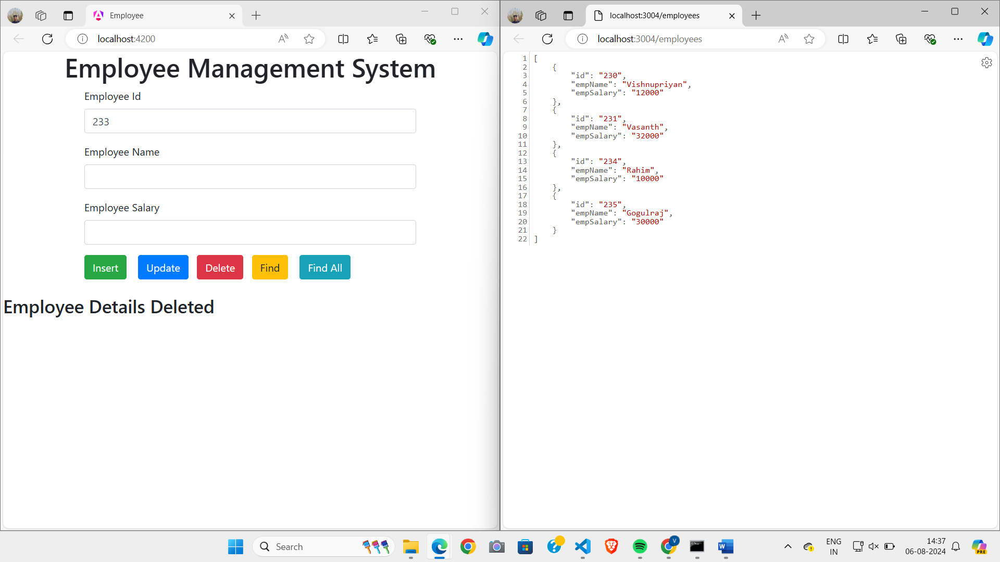 Employee
localhost:4200
Employee Management System
Employee Id
233
Employee Name
Employee Salary
Insert
Update
Delete
Find
Find All
Employee Details Deleted
localhost:3004/employees
localhost:3004/employees
1 [
2 {
3 "id": "230",
4 "empName": "Vishnupriyan",
5 "empSalary": "12000"
6 },
7 {
8 "id": "231",
9 "empName": "Vasanth",
10 "empSalary": "32000"
11 },
12 {
13 "id": "234",
14 "empName": "Rahim",
15 "empSalary": "10000"
16 },
17 {
18 "id": "235",
19 "empName": "Gogulraj",
20 "empSalary": "30000"
21 }
22 ]
Search
V
ENG
IN
14:37
06-08-2024
PRE